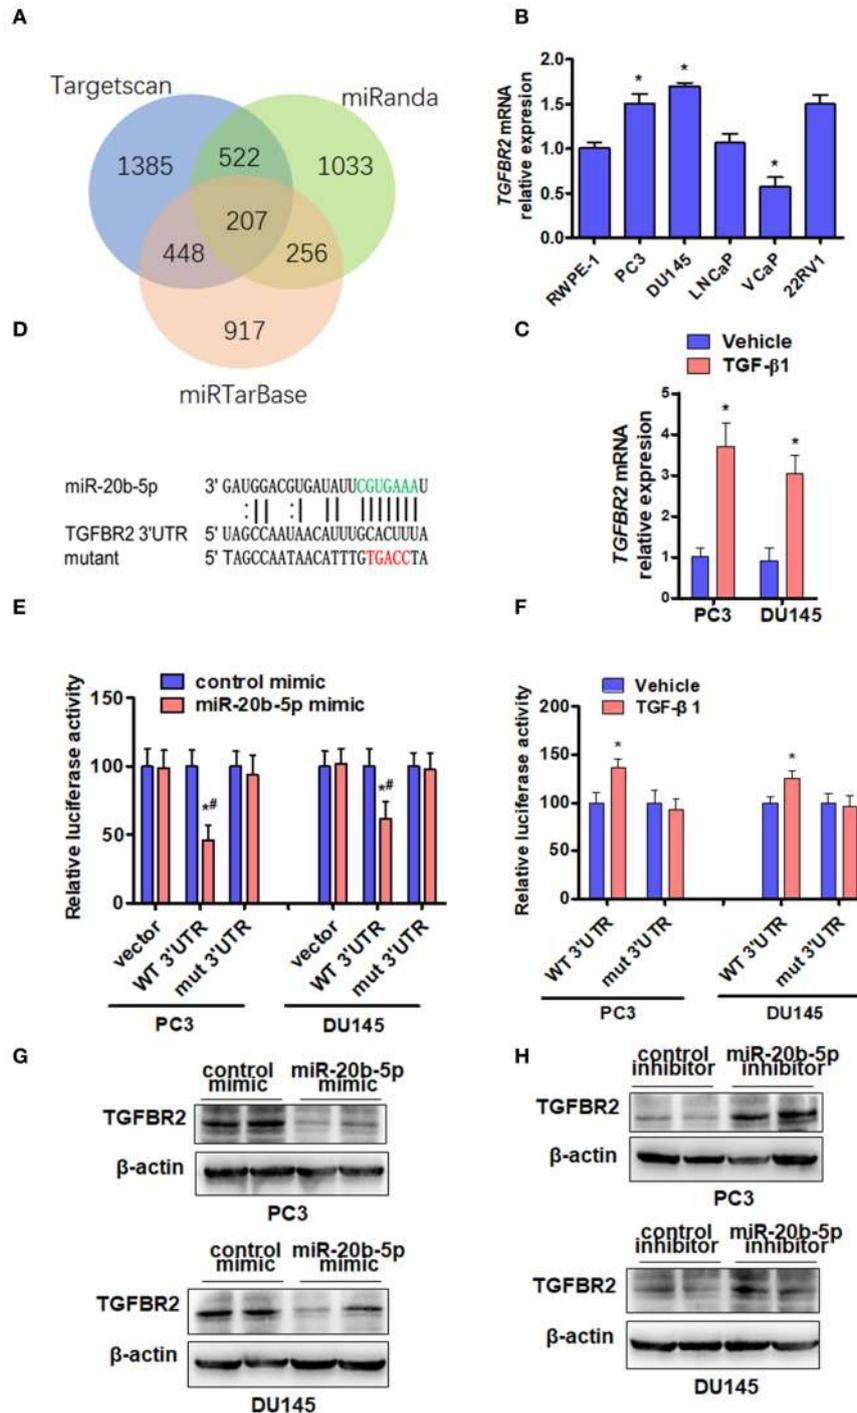 A
Targetscan
miRanda
1385
522
1033
207
448
256
917
miRTarBase
B
TGFBR2 mRNA
relative expresion
2.0
1.5
1.0
0.5
0.0
RWPE-1
PC3
DU145
LNCaP
VCaP
22RV1
* * *
C
Vehicle
TGF-β1
TGFBR2 mRNA
relative expression
5
4
3
2
1
0
* *
PC3
DU145
D
miR-20b-5p 3' GAUGGACGUGAUAUUCGUGAAAU
TGFBR2 3'UTR 5' UAGCCAAUAACAUUUGCACUUUA
mutant 5' TAGCCAATAACATTTGTGACCTA
E
control mimic
miR-20b-5p mimic
Relative luciferase activity
150
100
50
0
*#
*#
vector
WT 3'UTR
mut 3'UTR
vector
WT 3'UTR
mut 3'UTR
PC3
DU145
F
Vehicle
TGF-β 1
Relative luciferase activity
200
150
100
50
0
* *
WT 3'UTR
mut 3'UTR
WT 3'UTR
mut 3'UTR
PC3
DU145
G
control
mimic
miR-20b-5p
mimic
TGFBR2
β-actin
PC3
control
mimic
miR-20b-5p
mimic
TGFBR2
β-actin
DU145
H
control
inhibitor
miR-20b-5p
inhibitor
TGFBR2
β-actin
PC3
control
inhibitor
miR-20b-5p
inhibitor
TGFBR2
β-actin
DU145